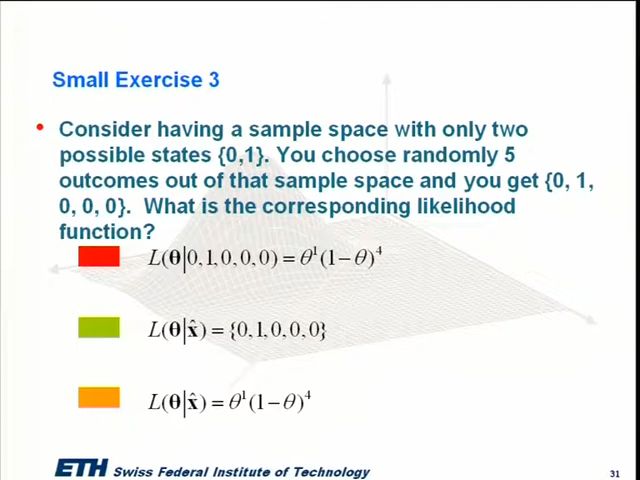 Small Exercise 3
• Consider having a sample space with only two
possible states {0,1}. You choose randomly 5
outcomes out of that sample space and you get {0, 1,
0, 0, 0}. What is the corresponding likelihood
function?
L(θ|0,1,0,0,0) = θ¹(1−θ)⁴
L(θ|x̂) = {0,1,0,0,0}
L(θ|x̂) = θ¹(1−θ)⁴
ETH Swiss Federal Institute of Technology
31